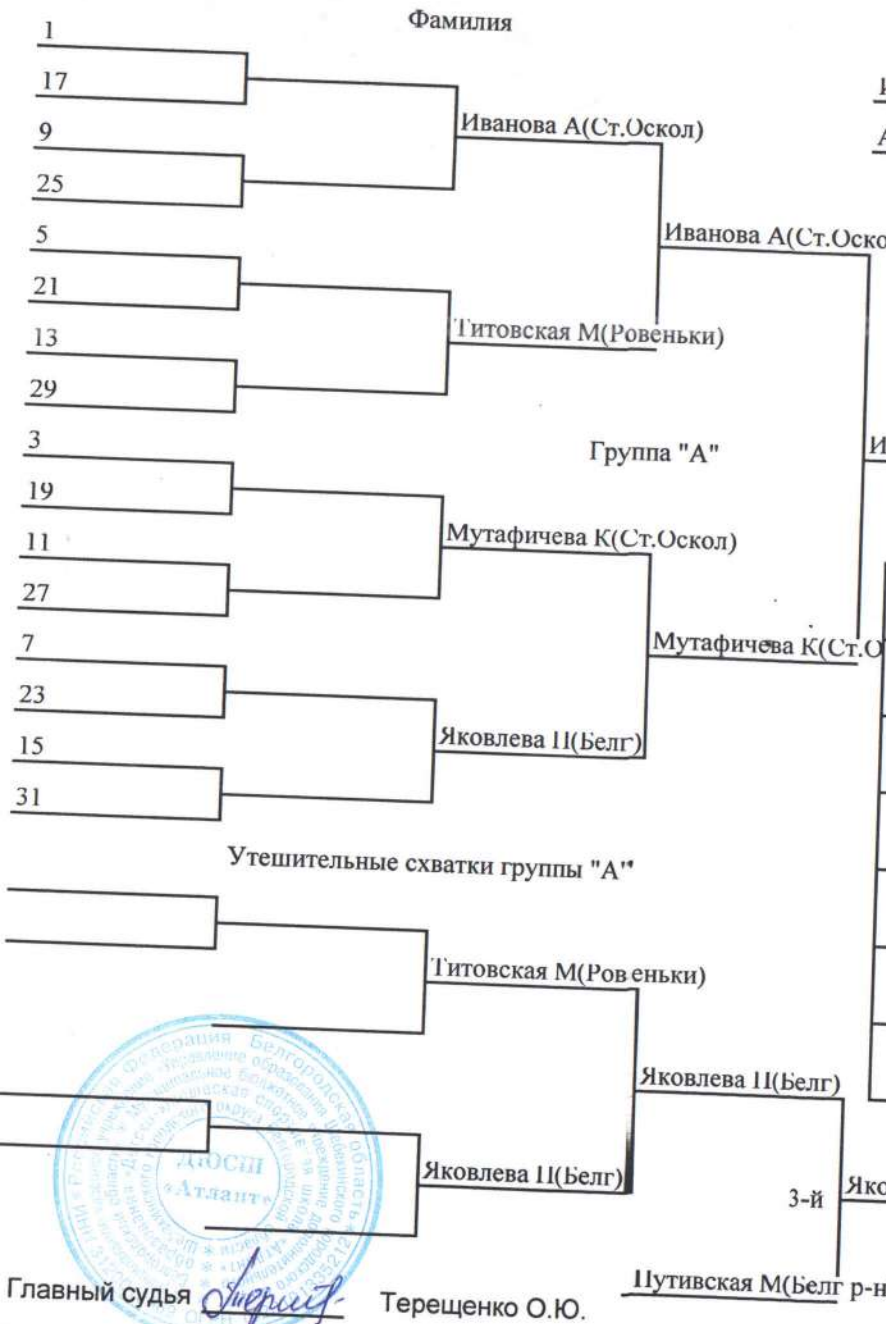 Фамилия
1
17
9
25
5
21
13
29
3
19
11
27
7
23
15
31
Иванова А(Ст.Оскол)
Титовская М(Ровеньки)
Мутафичева К(Ст.Оскол)
Яковлева П(Белг)
Иванова А(Ст.Оско
Группа "А"
Мутафичева К(Ст.О
Утешительные схватки группы "А"
Титовская М(Ровеньки)
Яковлева П(Белг)
Яковлева П(Белг)
3-й
Яко
Путивская М(Белг р-н
ДЮСШ
«Атлант»
Главный судья Терещенко О.Ю.